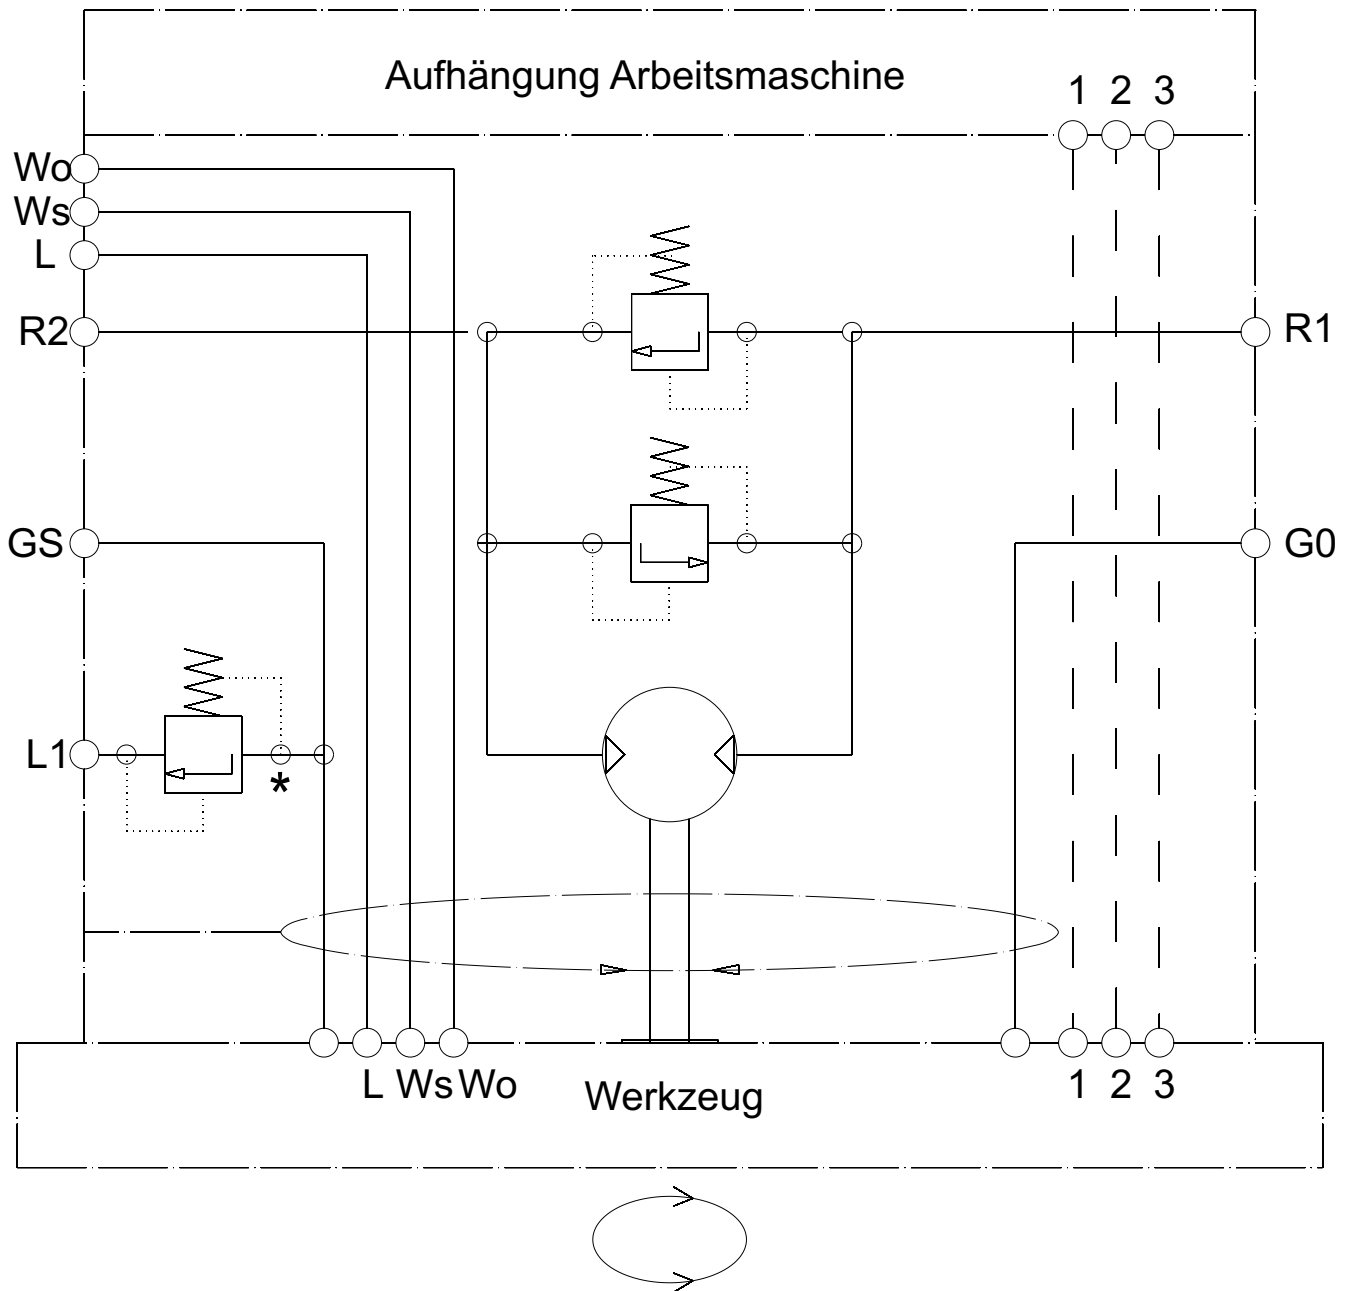 Aufhängung Arbeitsmaschine
1 2 3
Wo
Ws
L
R2
R1
GS
G0
L1
*
L Ws Wo
1 2 3
Werkzeug